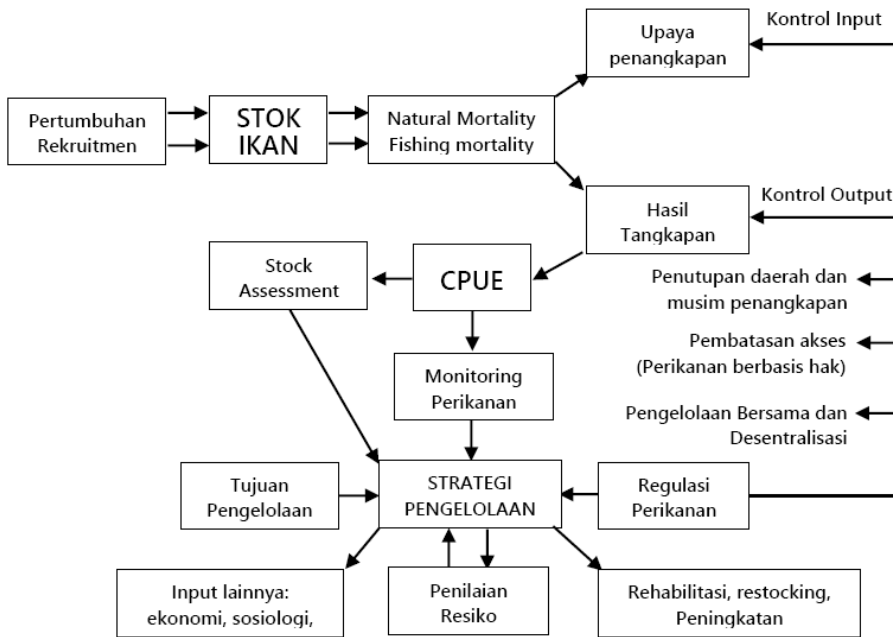 Upaya
penangkapan
Kontrol Input
Pertumbuhan
Rekruitmen
STOK
IKAN
Natural Mortality
Fishing mortality
Hasil
Tangkapan
Kontrol Output
Stock
Assessment
CPUE
Penutupan daerah dan
musim penangkapan
Pembatasan akses
(Perikanan berbasis hak)
Monitoring
Perikanan
Pengelolaan Bersama dan
Desentralisasi
Tujuan
Pengelolaan
STRATEGI
PENGELOLAAN
Regulasi
Perikanan
Input lainnya:
ekonomi, sosiologi,
Penilaian
Resiko
Rehabilitasi, restocking,
Peningkatan